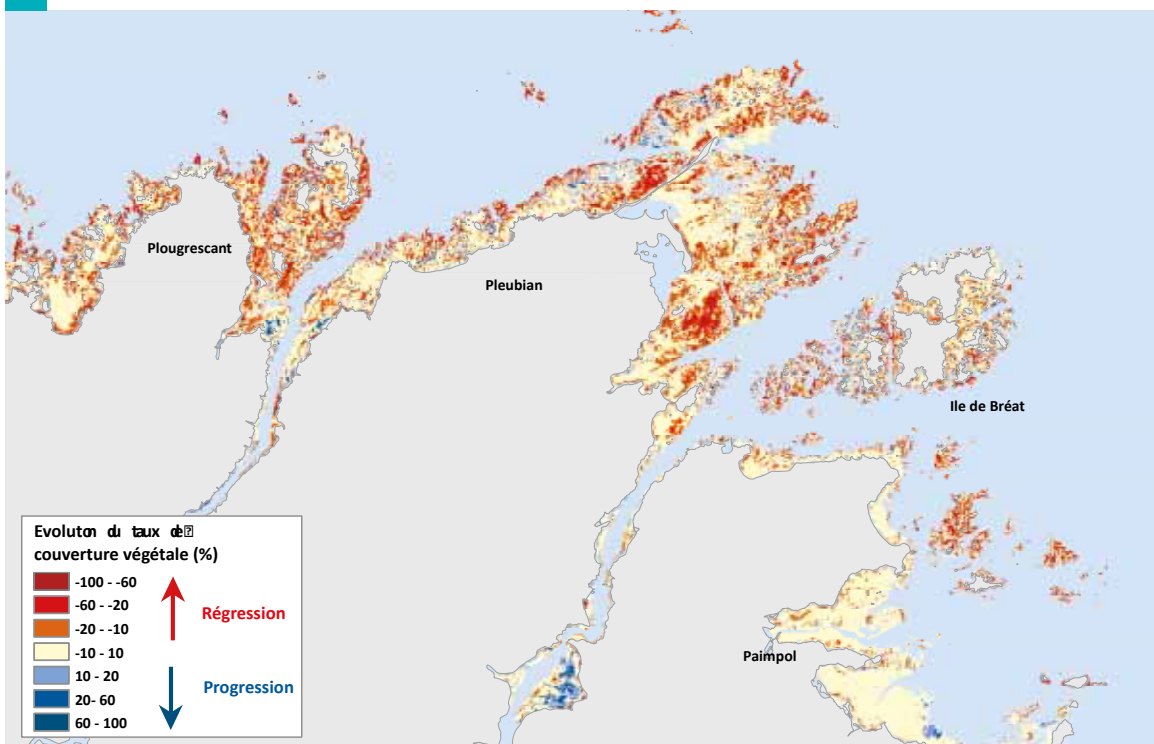 Plougrescant
Pleubian
Ile de Bréat
Paimpol
Evoluton du taux de
couverture végétale (%)
-100 - -60
-60 - -20
-20 - -10
-10 - 10
10 - 20
20- 60
60 - 100
Régression
Progression